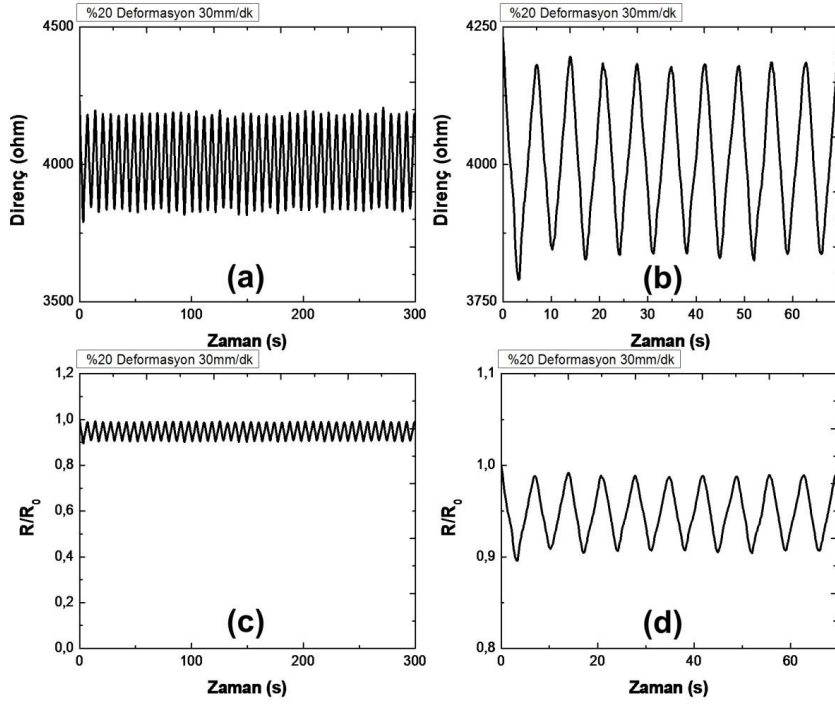 %20 Deformasyon 30mm/dk
4500
4000
3500
Direnç (ohm)
(a)
0 100 200 300
Zaman (s)
%20 Deformasyon 30mm/dk
4250
4000
3750
Direnç (ohm)
(b)
0 10 20 30 40 50 60 70
Zaman (s)
%20 Deformasyon 30mm/dk
1,2
1,0
0,8
0,6
0,4
0,2
0,0
R/R0
(c)
0 100 200 300
Zaman (s)
%20 Deformasyon 30mm/dk
1,1
1,0
0,9
0,8
R/R0
(d)
0 20 40 60
Zaman (s)